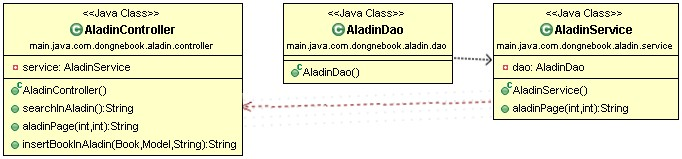 <<Java Class>>
AladinController
main.java.com.dongnebook.aladin.controller
service: AladinService
AladinController()
searchInAladin():String
aladinPage(int,int):String
insertBookInAladin(Book,Model,String):String
<<Java Class>>
AladinDao
main.java.com.dongnebook.aladin.dao
AladinDao()
<<Java Class>>
AladinService
main.java.com.dongnebook.aladin.service
dao: AladinDao
AladinService()
aladinPage(int,int):String